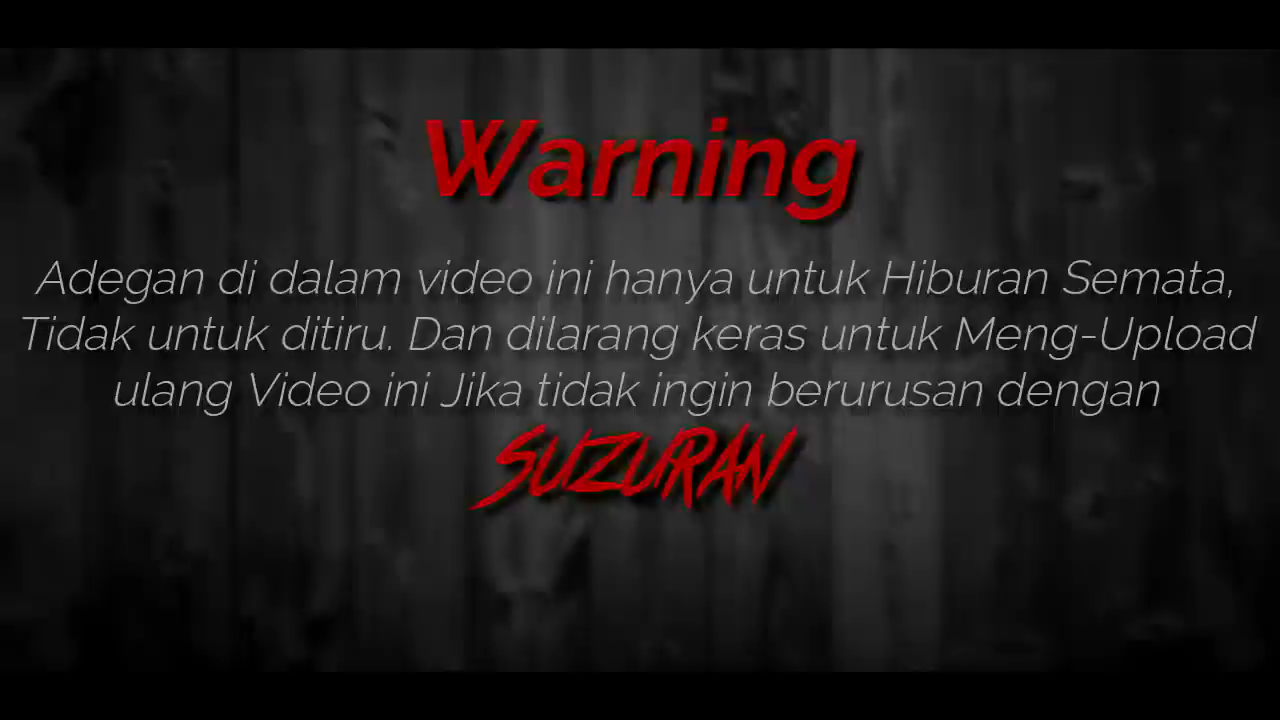 Warning
Adegan di dalam video ini hanya untuk Hiburan Semata,
Tidak untuk ditiru. Dan dilarang keras untuk Meng-Upload
ulang Video ini Jika tidak ingin berurusan dengan
SUZURAN